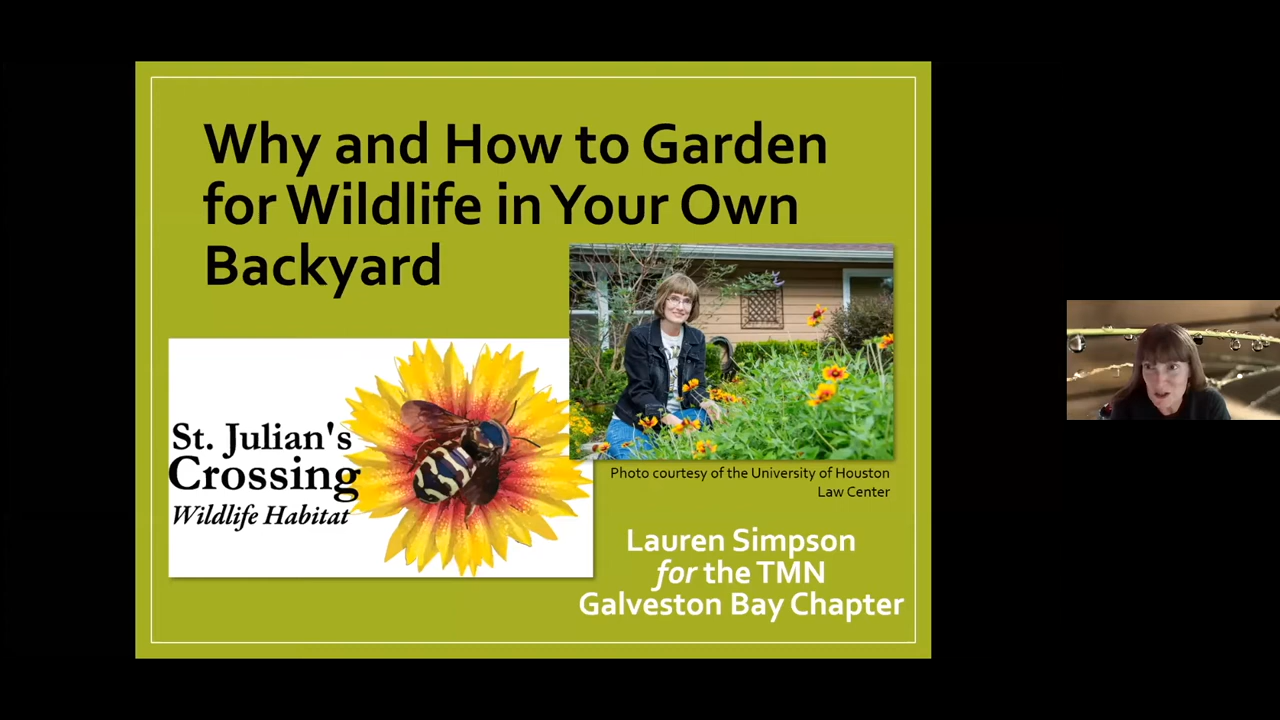 Why and How to Garden
for Wildlife in Your Own
Backyard
St. Julian's
Crossing
Wildlife Habitat
Photo courtesy of the University of Houston
Law Center
Lauren Simpson
for the TMN
Galveston Bay Chapter